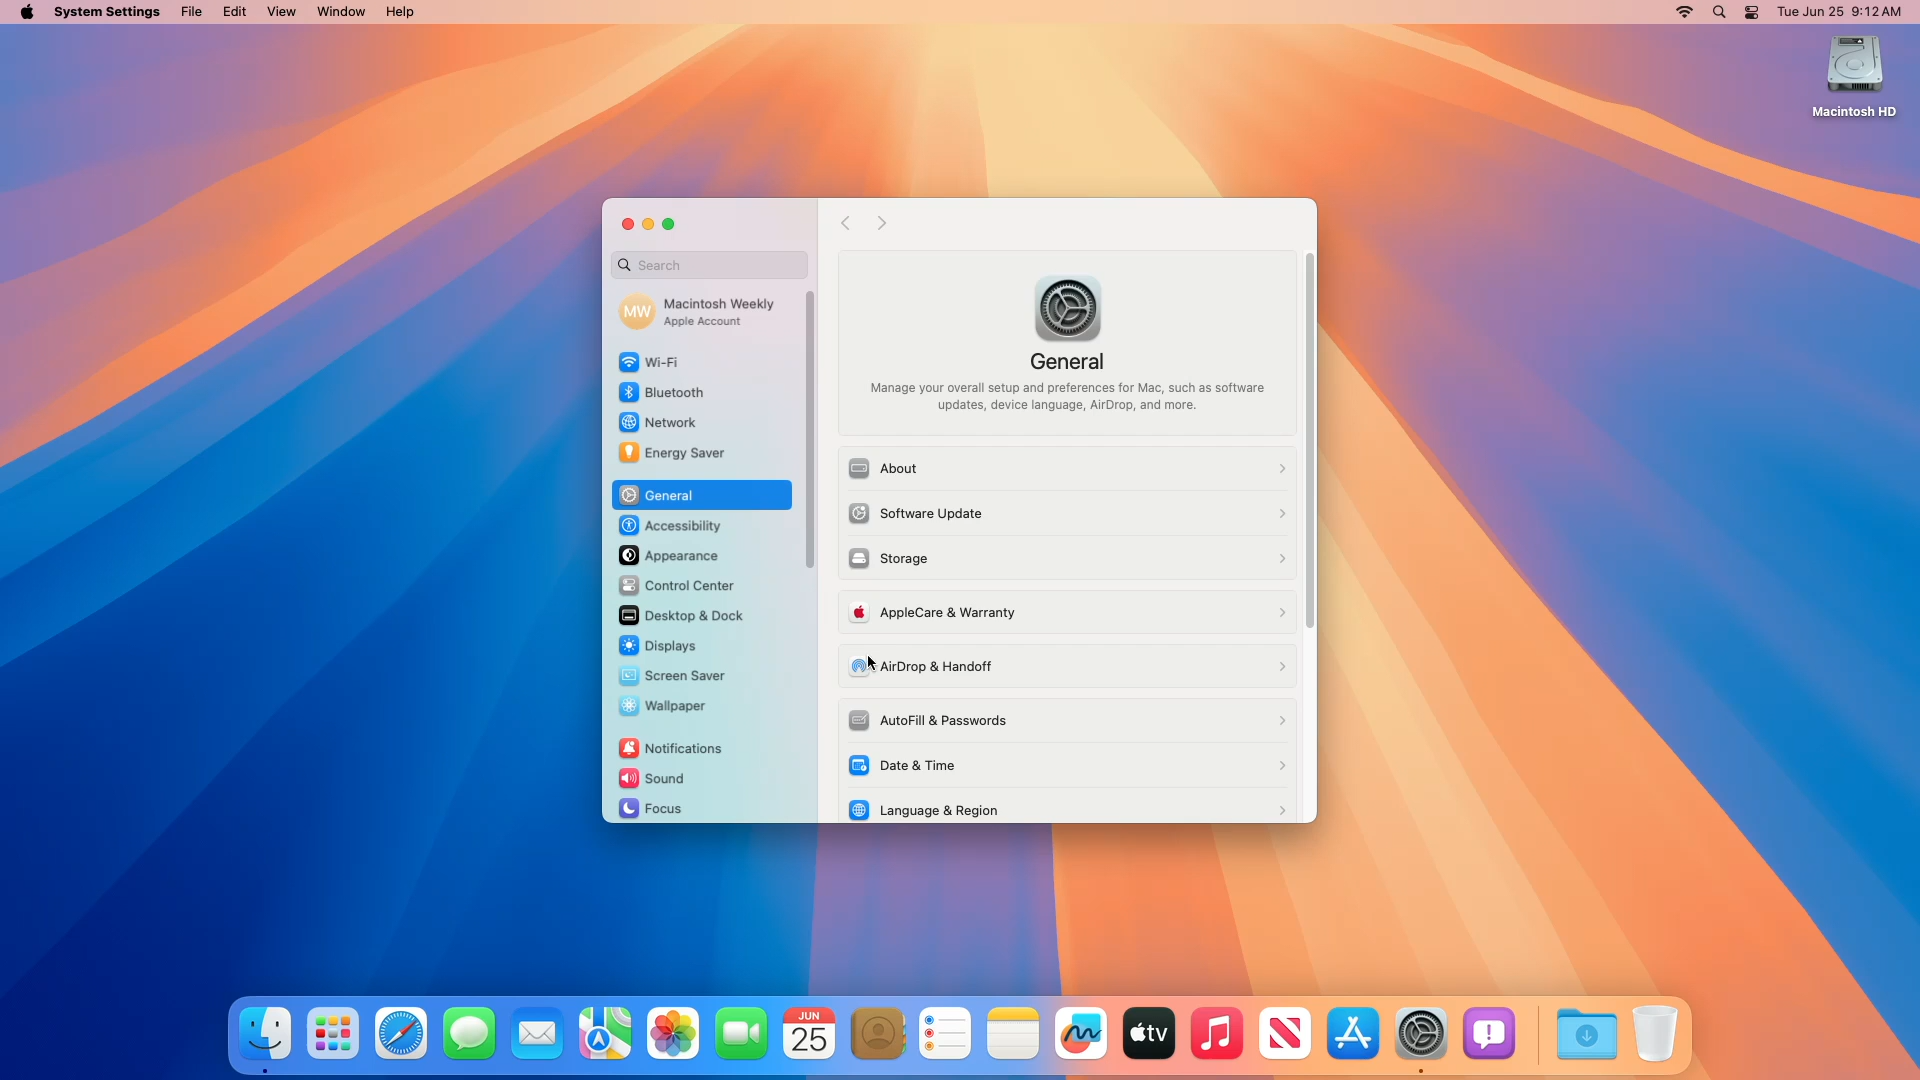 System Settings File Edit View Window Help Tue Jun 25 9:12 AM
Macintosh HD
Search
MW Macintosh Weekly
Apple Account
Wi-Fi
Bluetooth
Network
Energy Saver
General
Accessibility
Appearance
Control Center
Desktop & Dock
Displays
Screen Saver
Wallpaper
Notifications
Sound
Focus
General
Manage your overall setup and preferences for Mac, such as software
updates, device language, AirDrop, and more.
About
Software Update
Storage
AppleCare & Warranty
AirDrop & Handoff
AutoFill & Passwords
Date & Time
Language & Region
JUN
25
tv